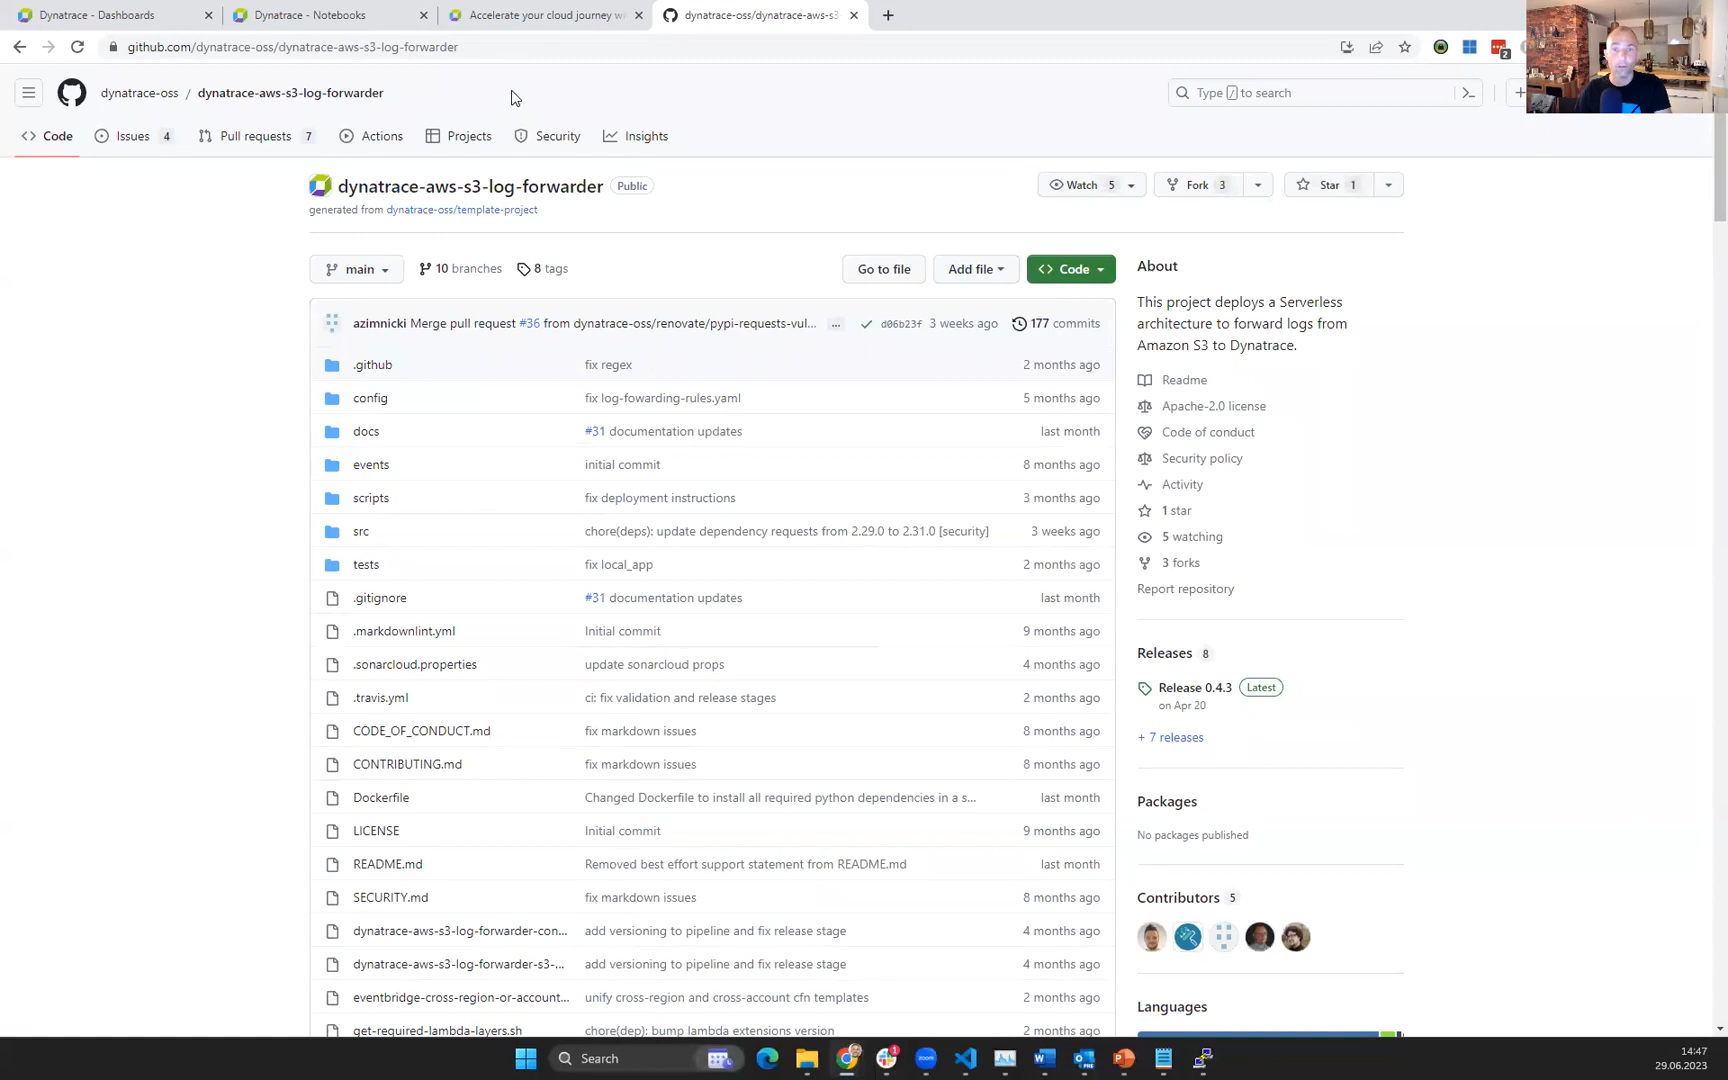 Dynatrace - Dashboards
Dynatrace - Notebooks
Accelerate your cloud journey w
dynatrace-oss/dynatrace-aws-s3
github.com/dynatrace-oss/dynatrace-aws-s3-log-forwarder
2
dynatrace-oss / dynatrace-aws-s3-log-forwarder
Type / to search
Code
Issues 4
Pull requests 7
Actions
Projects
Security
Insights
dynatrace-aws-s3-log-forwarder Public
generated from dynatrace-oss/template-project
Watch 5
Fork 3
Star 1
main
10 branches
8 tags
Go to file
Add file
Code
azimnicki Merge pull request #36 from dynatrace-oss/renovate/pypi-requests-vul... ... d06b23f 3 weeks ago 177 commits
.github fix regex 2 months ago
config fix log-fowarding-rules.yaml 5 months ago
docs #31 documentation updates last month
events initial commit 8 months ago
scripts fix deployment instructions 3 months ago
src chore(deps): update dependency requests from 2.29.0 to 2.31.0 [security] 3 weeks ago
tests fix local_app 2 months ago
.gitignore #31 documentation updates last month
.markdownlint.yml Initial commit 9 months ago
.sonarcloud.properties update sonarcloud props 4 months ago
.travis.yml ci: fix validation and release stages 2 months ago
CODE_OF_CONDUCT.md fix markdown issues 8 months ago
CONTRIBUTING.md fix markdown issues 8 months ago
Dockerfile Changed Dockerfile to install all required python dependencies in a s... last month
LICENSE Initial commit 9 months ago
README.md Removed best effort support statement from README.md last month
SECURITY.md fix markdown issues 8 months ago
dynatrace-aws-s3-log-forwarder-con... add versioning to pipeline and fix release stage 4 months ago
dynatrace-aws-s3-log-forwarder-s3-... add versioning to pipeline and fix release stage 4 months ago
eventbridge-cross-region-or-account... unify cross-region and cross-account cfn templates 2 months ago
get-required-lambda-layers.sh chore(dep): bump lambda extensions version 2 months ago
About
This project deploys a Serverless
architecture to forward logs from
Amazon S3 to Dynatrace.
Readme
Apache-2.0 license
Code of conduct
Security policy
Activity
1 star
5 watching
3 forks
Report repository
Releases 8
Release 0.4.3 Latest
on Apr 20
+ 7 releases
Packages
No packages published
Contributors 5
Languages
Search
1
zoom
14:47
29.06.2023